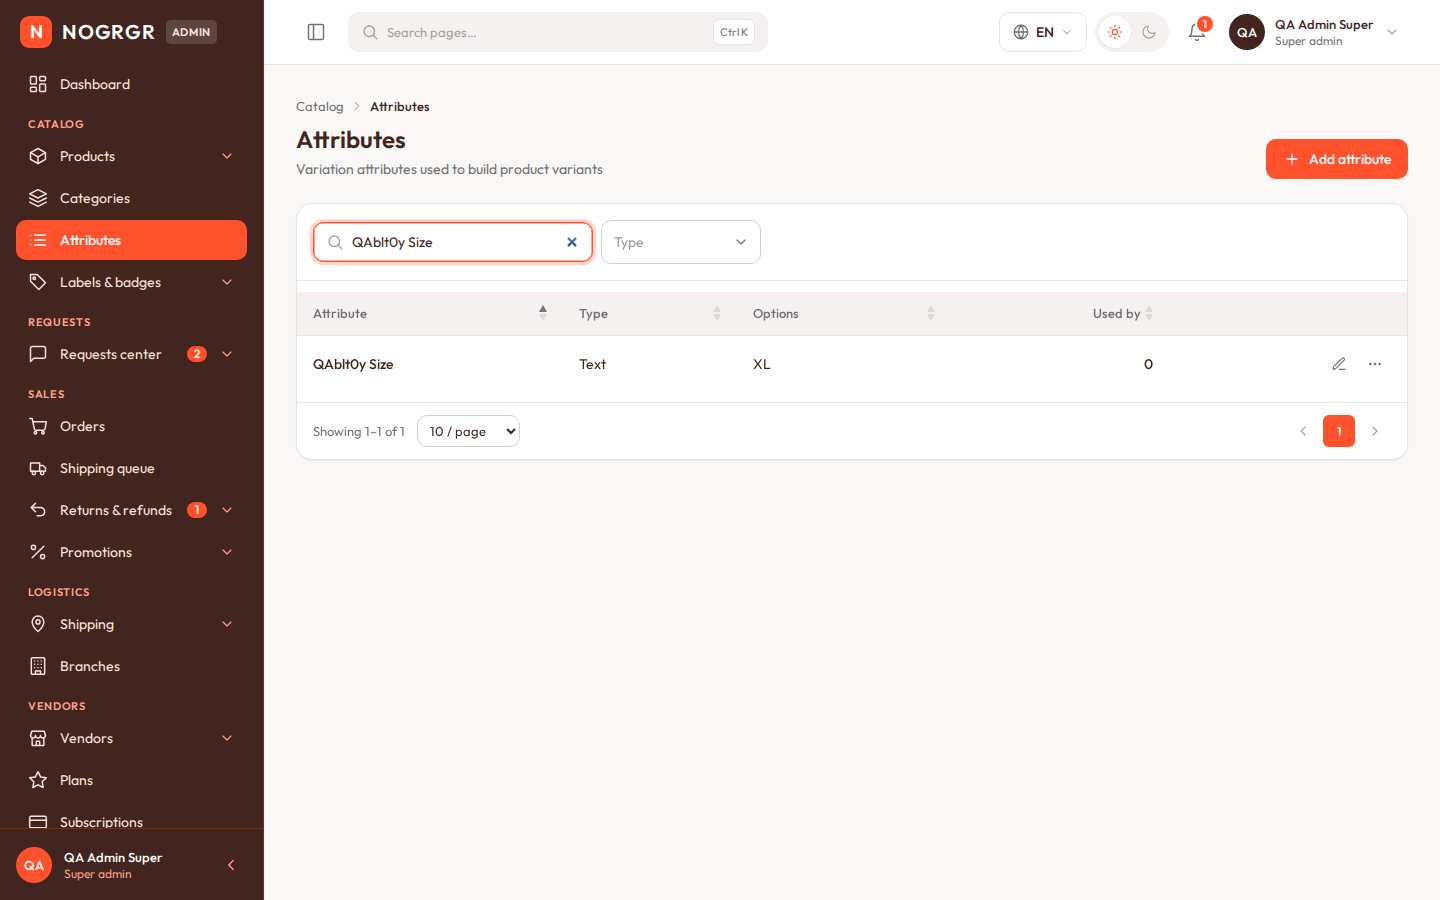 N NOGRGR ADMIN
Search pages... Ctrl K
EN
1
QA
QA Admin Super
Super admin
Dashboard
CATALOG
Products
Categories
Attributes
Labels & badges
REQUESTS
Requests center 2
SALES
Orders
Shipping queue
Returns & refunds 1
Promotions
LOGISTICS
Shipping
Branches
VENDORS
Vendors
Plans
Subscriptions
QA
QA Admin Super
Super admin
Catalog > Attributes
Attributes
Variation attributes used to build product variants
+ Add attribute
QAblt0y Size
Type
Attribute Type Options Used by
QAblt0y Size Text XL 0
Showing 1–1 of 1 10 / page 1